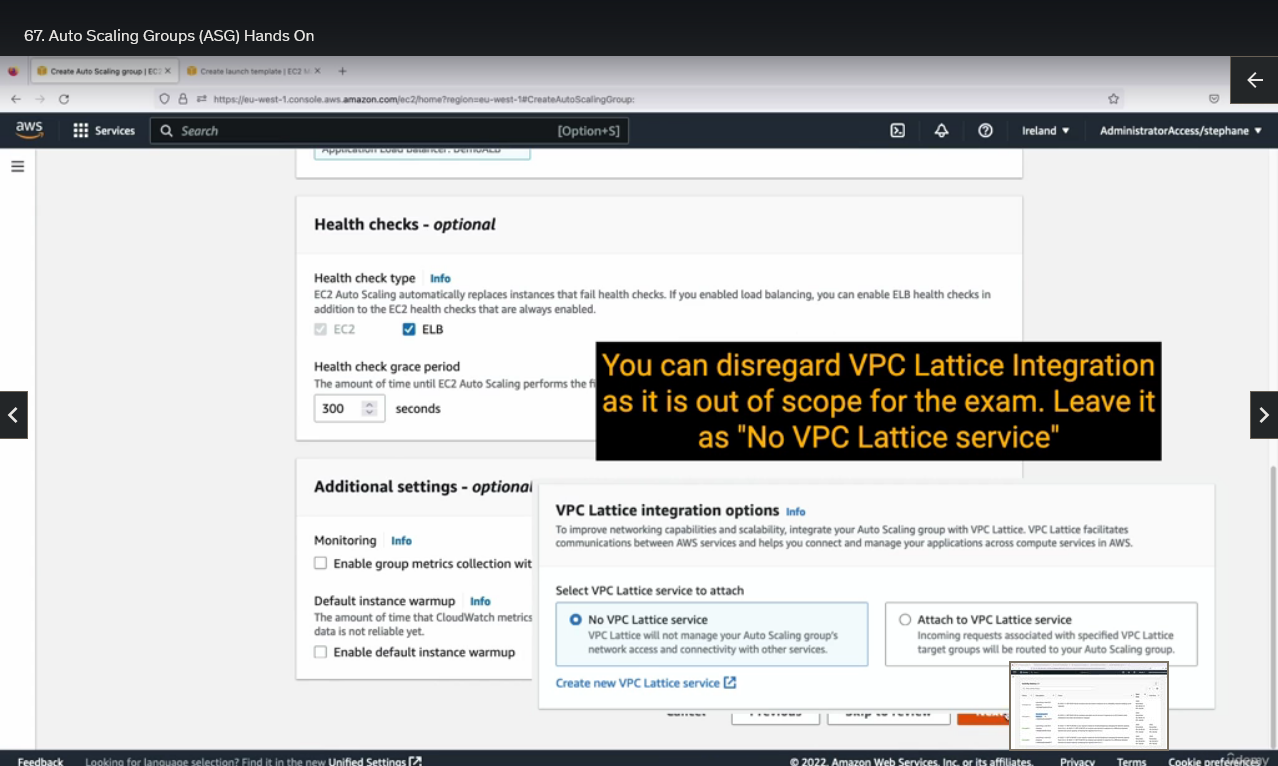 67. Auto Scaling Groups (ASG) Hands On
Create Auto Scaling group | EC2
Create launch template | EC2 M
https://eu-west-1.console.aws.amazon.com/ec2/home?region=eu-west-1#CreateAutoScalingGroup:
aws
Services
Search
[Option+S]
Ireland
AdministratorAccess/stephane
Application Load Balancer: DemoALB
Health checks - optional
Health check type
Info
EC2 Auto Scaling automatically replaces instances that fail health checks. If you enabled load balancing, you can enable ELB health checks in
addition to the EC2 health checks that are always enabled.
EC2
ELB
Health check grace period
The amount of time until EC2 Auto Scaling performs the fi
300
seconds
You can disregard VPC Lattice Integration
as it is out of scope for the exam. Leave it
as "No VPC Lattice service"
Additional settings - optional
Monitoring
Info
Enable group metrics collection wit
Default instance warmup
Info
The amount of time that CloudWatch metrics
data is not reliable yet.
Enable default instance warmup
VPC Lattice integration options
Info
To improve networking capabilities and scalability, integrate your Auto Scaling group with VPC Lattice. VPC Lattice facilitates
communications between AWS services and helps you connect and manage your applications across compute services in AWS.
Select VPC Lattice service to attach
No VPC Lattice service
VPC Lattice will not manage your Auto Scaling group's
network access and connectivity with other services.
Attach to VPC Lattice service
Incoming requests associated with specified VPC Lattice
target groups will be routed to your Auto Scaling group.
Create new VPC Lattice service
Cancel
Previous
Skip to review
Feedback
Looking for language selection? Find it in the new Unified Settings
© 2022, Amazon Web Services, Inc. or its affiliates.
Privacy
Terms
Cookie preferences
ûdemy